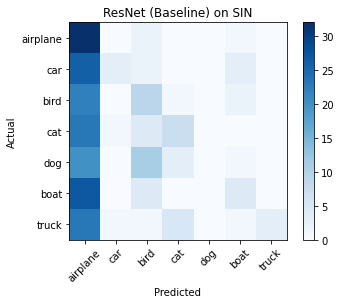 ResNet (Baseline) on SIN
airplane
car
bird
cat
dog
boat
truck
Actual
airplane
car
bird
cat
dog
boat
truck
Predicted
30
25
20
15
10
5
0